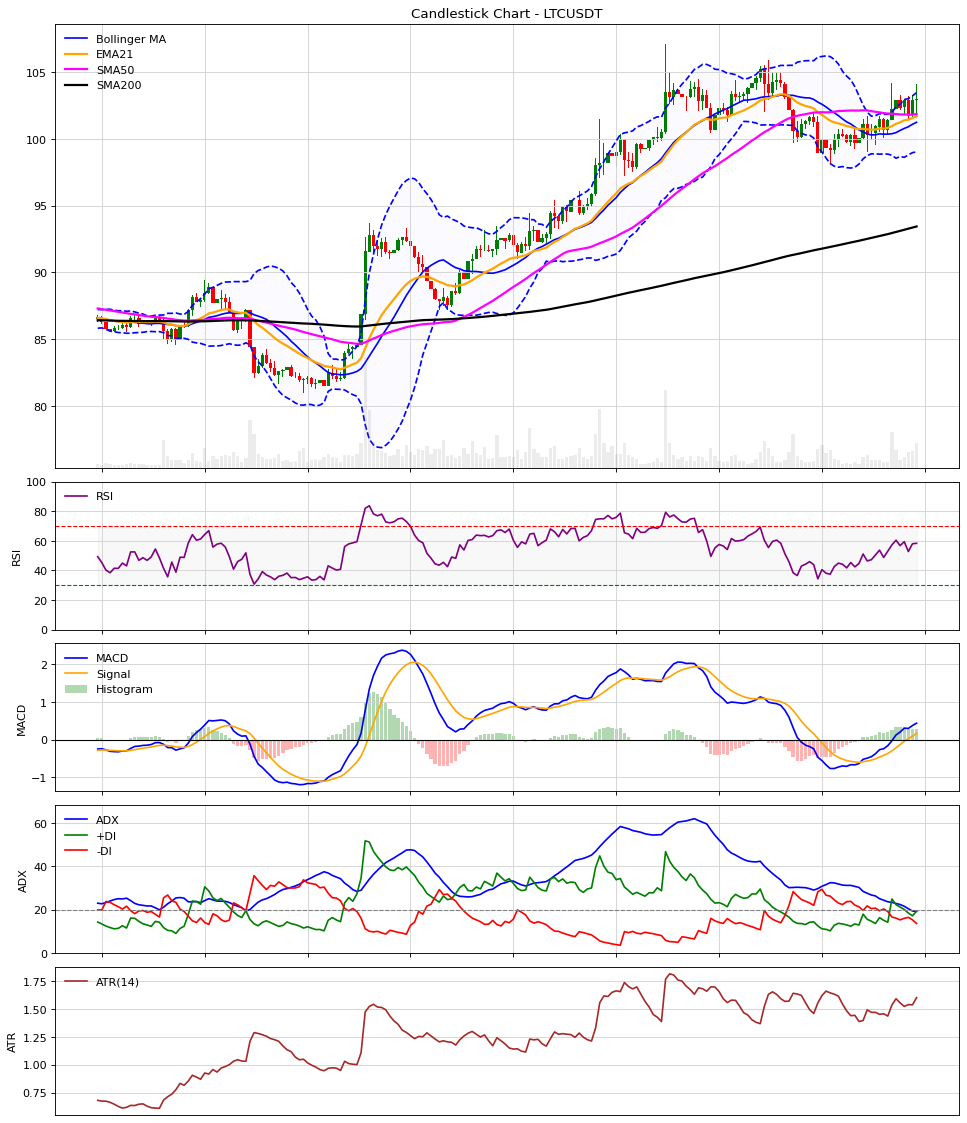 Candlestick Chart - LTCUSDT
Bollinger MA
EMA21
SMA50
SMA200
105
100
95
90
85
80
RSI
RSI
100
80
60
40
20
0
MACD
Signal
Histogram
MACD
2
1
0
−1
ADX
+DI
-DI
ADX
60
40
20
0
ATR(14)
ATR
1.75
1.50
1.25
1.00
0.75